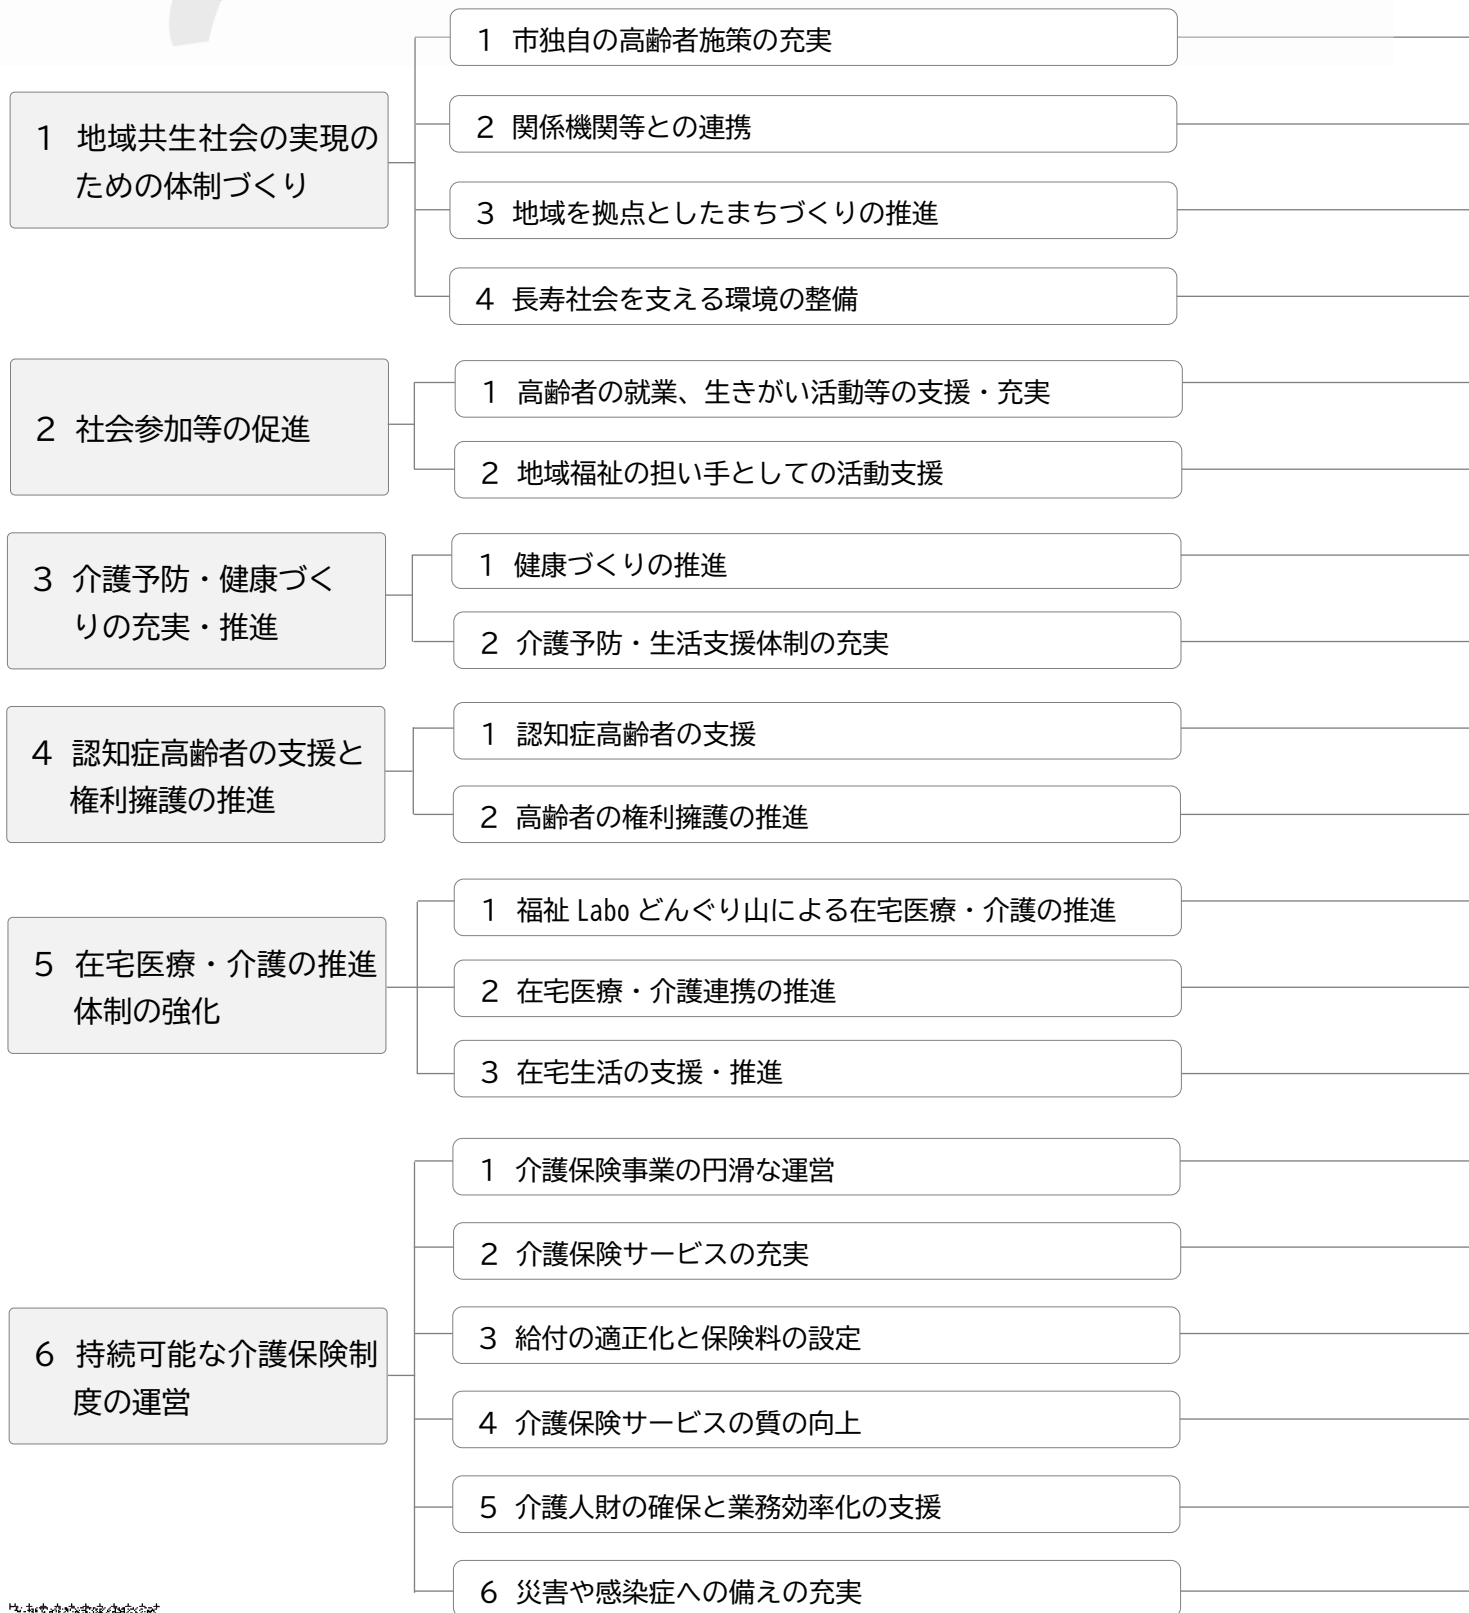 1 地域共生社会の実現の
ための体制づくり
1 市独自の高齢者施策の充実
2 関係機関等との連携
3 地域を拠点としたまちづくりの推進
4 長寿社会を支える環境の整備
2 社会参加等の促進
1 高齢者の就業、生きがい活動等の支援・充実
2 地域福祉の担い手としての活動支援
3 介護予防・健康づく
りの充実・推進
1 健康づくりの推進
2 介護予防・生活支援体制の充実
4 認知症高齢者の支援と
権利擁護の推進
1 認知症高齢者の支援
2 高齢者の権利擁護の推進
5 在宅医療・介護の推進
体制の強化
1 福祉 Labo どんぐり山による在宅医療・介護の推進
2 在宅医療・介護連携の推進
3 在宅生活の支援・推進
6 持続可能な介護保険制
度の運営
1 介護保険事業の円滑な運営
2 介護保険サービスの充実
3 給付の適正化と保険料の設定
4 介護保険サービスの質の向上
5 介護人財の確保と業務効率化の支援
6 災害や感染症への備えの充実